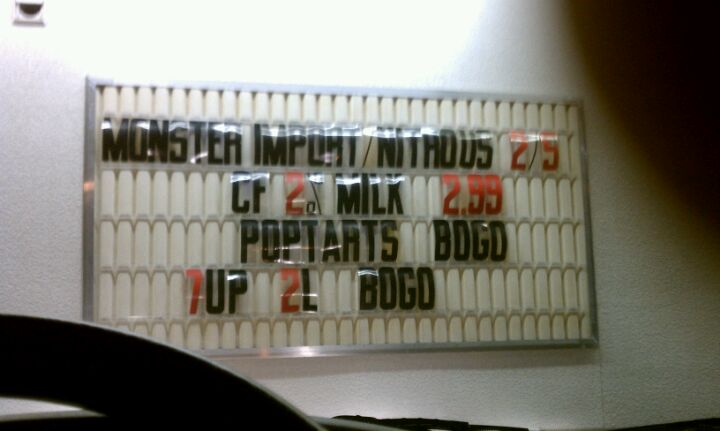 MONSTER IMPORT/NITROUS 2/5
CF 2% MILK 2.99
POPTARTS BOGO
7UP 2L BOGO